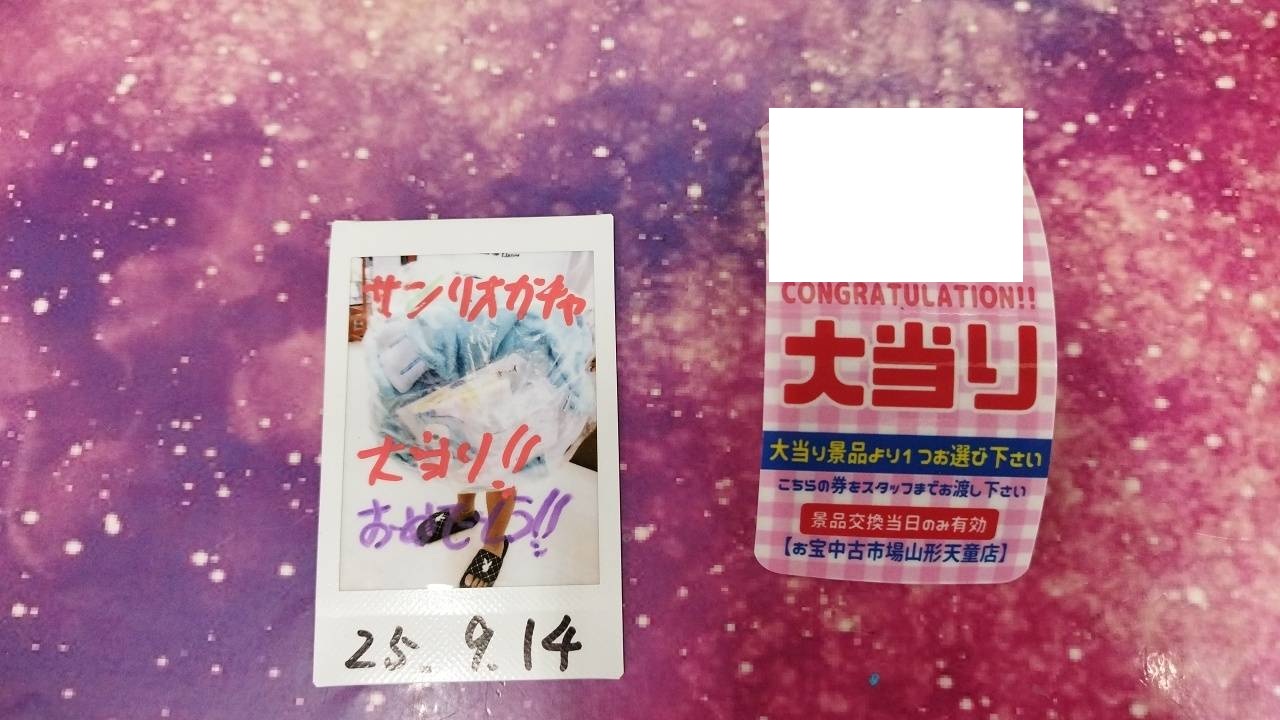 サンリオガチャ
大当り!!
おめでとう!!
25.9.14
CONGRATULATION!!
大当り
大当り景品より1つお選び下さい
こちらの券をスタッフまでお渡し下さい
景品交換当日のみ有効
【お宝中古市場山形天童店】